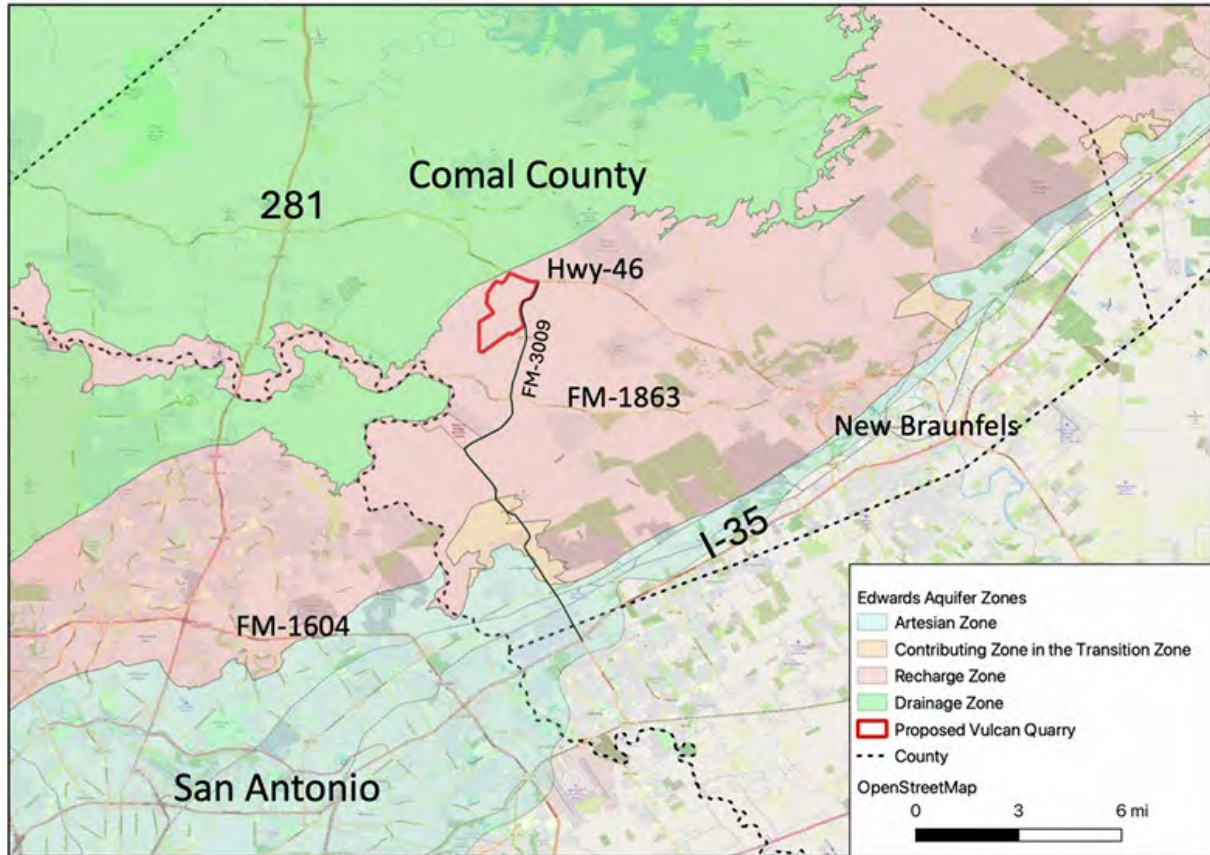 Comal County
281
Hwy-46
FM-3009
FM-1863
New Braunfels
I-35
FM-1604
San Antonio
Edwards Aquifer Zones
Artesian Zone
Contributing Zone in the Transition Zone
Recharge Zone
Drainage Zone
Proposed Vulcan Quarry
County
OpenStreetMap
0 3 6 mi